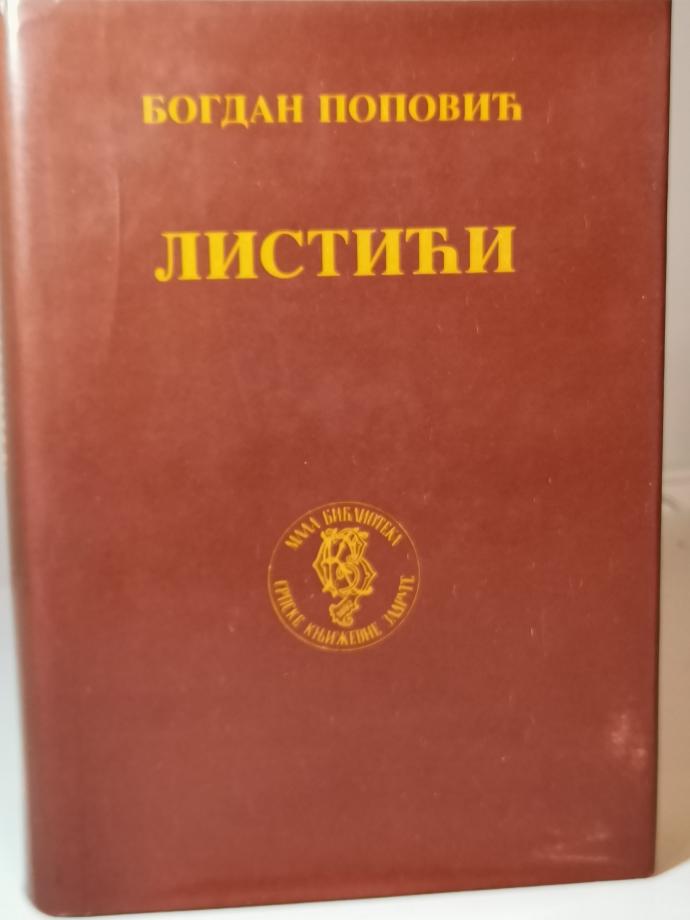 БОГДАН ПОПОВИЋ
ЛИСТИЋИ
МАЛА БИБЛИОТЕКА
СРПСКЕ КЊИЖЕВНЕ ЗАДРУГЕ